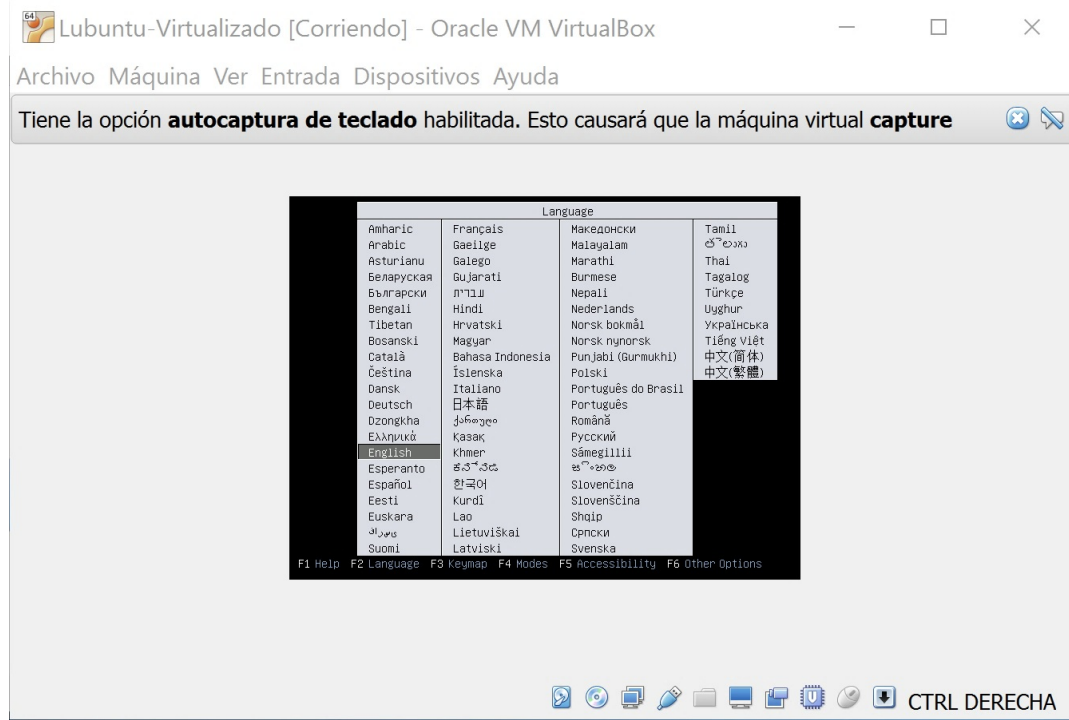 64
Lubuntu-Virtualizado [Corriendo] - Oracle VM VirtualBox
Archivo Máquina Ver Entrada Dispositivos Ayuda
Tiene la opción autocaptura de teclado habilitada. Esto causará que la máquina virtual capture
Language
Amharic
Arabic
Asturianu
Беларуская
Български
Bengali
Tibetan
Bosanski
Català
Čeština
Dansk
Deutsch
Dzongkha
Ελληνικά
English
Esperanto
Español
Eesti
Euskara
Suomi
Français
Gaeilge
Galego
Gujarati
עברית
Hindi
Hrvatski
Magyar
Bahasa Indonesia
Íslenska
Italiano
日本語
ქართული
Қазақ
Khmer
한국어
Kurdî
Lao
Lietuviškai
Latviski
Македонски
Malayalam
Marathi
Burmese
Nepali
Nederlands
Norsk bokmål
Norsk nynorsk
Punjabi (Gurmukhi)
Polski
Português do Brasil
Português
Română
Русский
Sámegillii
Slovenčina
Slovenščina
Shqip
Српски
Svenska
Tamil
Thai
Tagalog
Türkçe
Uyghur
Українська
Tiếng Việt
中文(简体)
中文(繁體)
F1 Help F2 Language F3 Keymap F4 Modes F5 Accessibility F6 Other Options
CTRL DERECHA